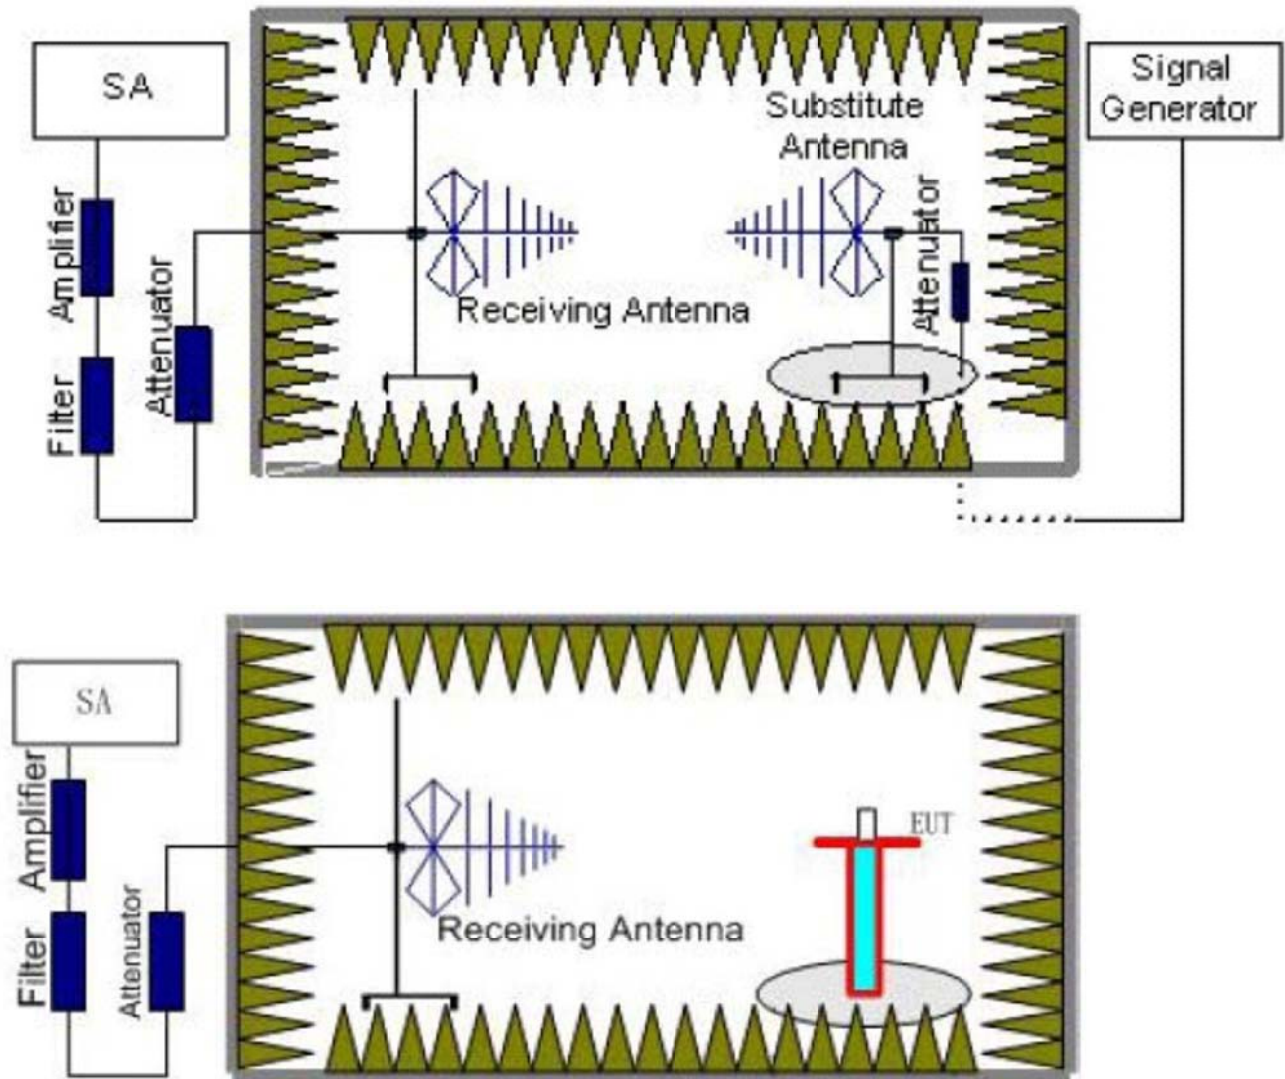 SA
Signal
Generator
Substitute
Antenna
Amplifier
Attenuator
Attenuator
Receiving Antenna
Filter
SA
Amplifier
EUT
Attenuator
Receiving Antenna
Filter